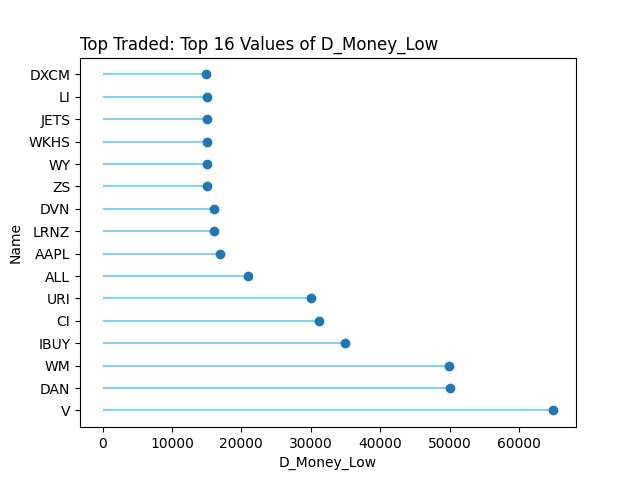 Top Traded: Top 16 Values of D_Money_Low
DXCM
LI
JETS
WKHS
WY
ZS
DVN
LRNZ
AAPL
ALL
URI
CI
IBUY
WM
DAN
V
Name
0 10000 20000 30000 40000 50000 60000
D_Money_Low